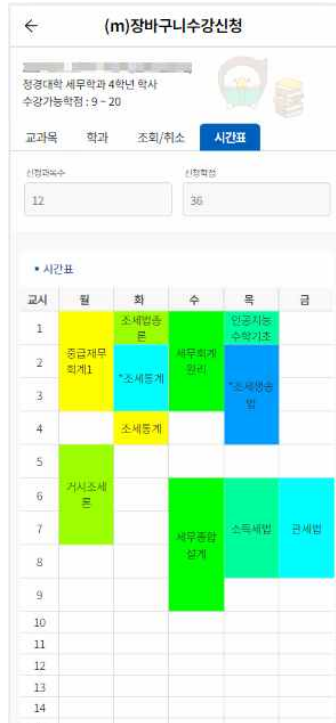 (m)장바구니수강신청
정경대학 세무학과 4학년 학사
수강가능학점 : 9 ~ 20
교과목 학과 조회/취소 시간표
신청과목수 신청학점
12 36
• 시간표
교시 월 화 수 목 금
1 조세법총 인공지능
론 수학기초
2 중급재무 세무회계
회계1 *조세통계 원리 *조세쟁송
3 법
4 조세통계
5
6 거시조세
론
7 세무종합 소득세법 관세법
설계
8
9
10
11
12
13
14